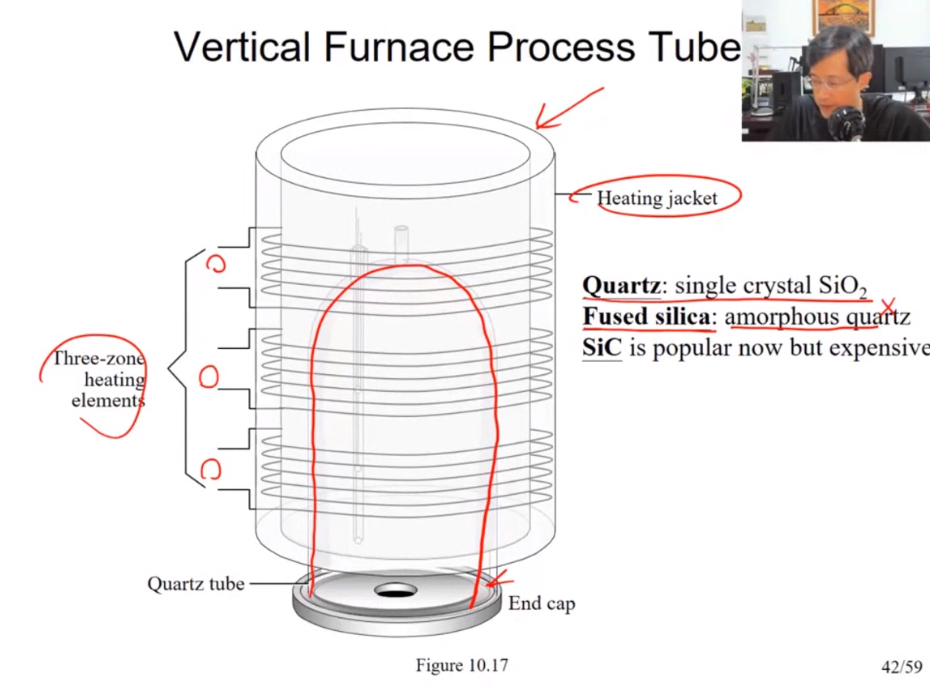 Vertical Furnace Process Tube
Heating jacket
Quartz: single crystal SiO₂
Fused silica: amorphous quartz
SiC is popular now but expensive
Three-zone
heating
elements
Quartz tube
End cap
Figure 10.17
42/59